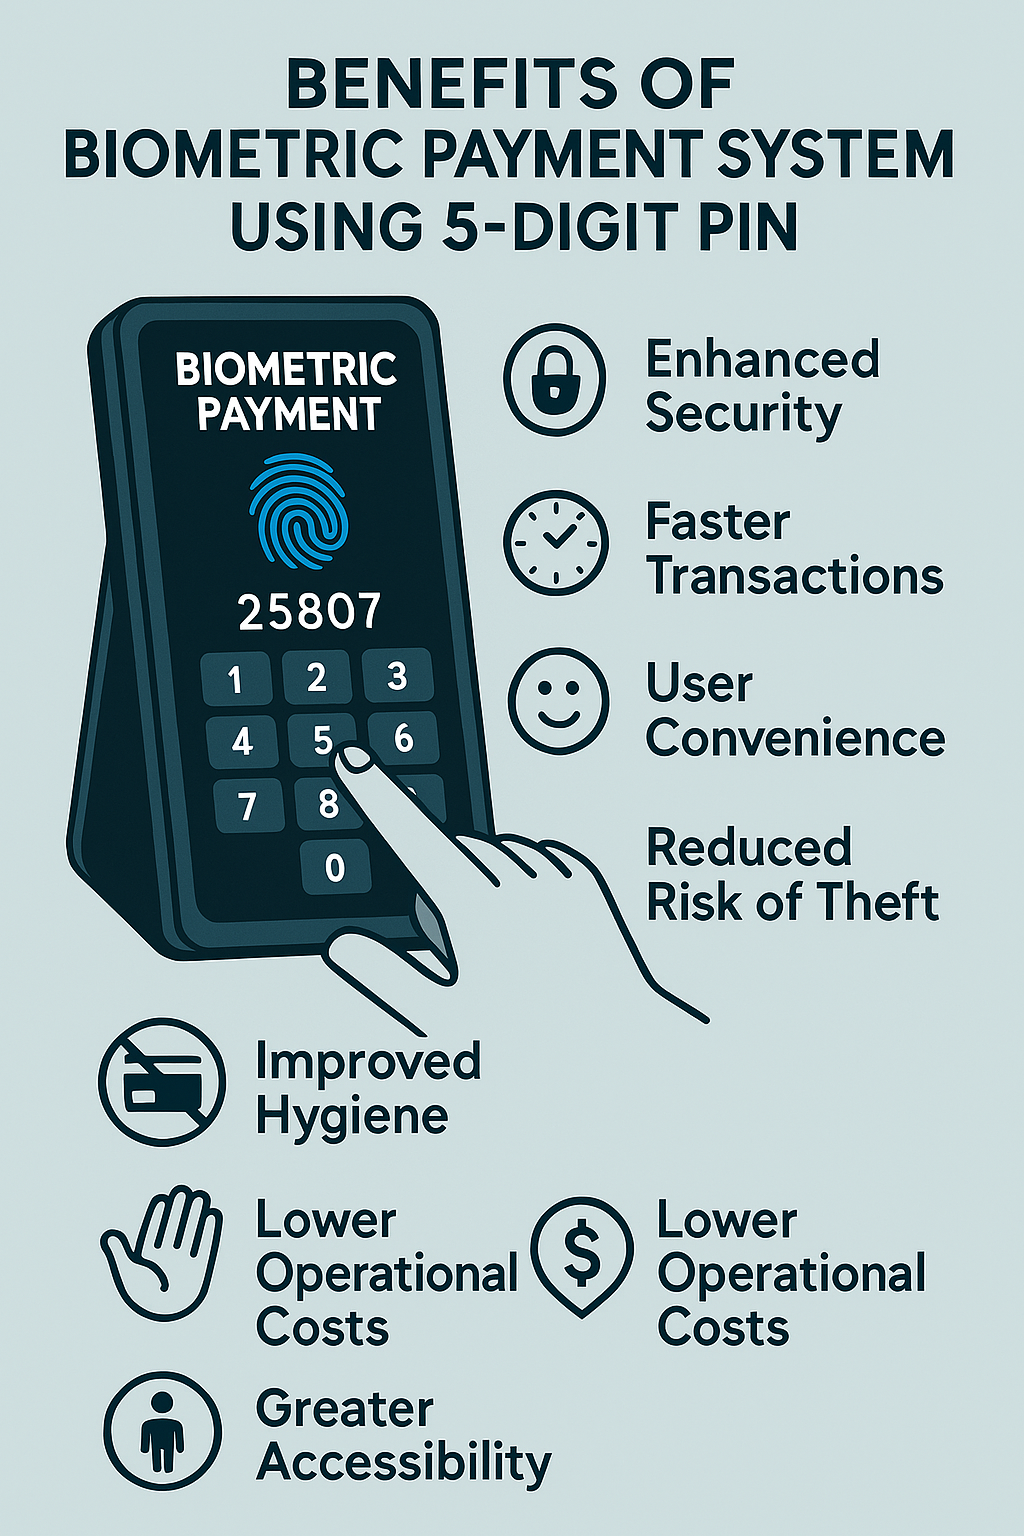 BENEFITS OF
BIOMETRIC PAYMENT SYSTEM
USING 5-DIGIT PIN
BIOMETRIC
PAYMENT
25807
1 2 3
4 5 6
7 8
0
Enhanced
Security
Faster
Transactions
User
Convenience
Reduced
Risk of Theft
Improved
Hygiene
Lower
Operational
Costs
Lower
Operational
Costs
Greater
Accessibility